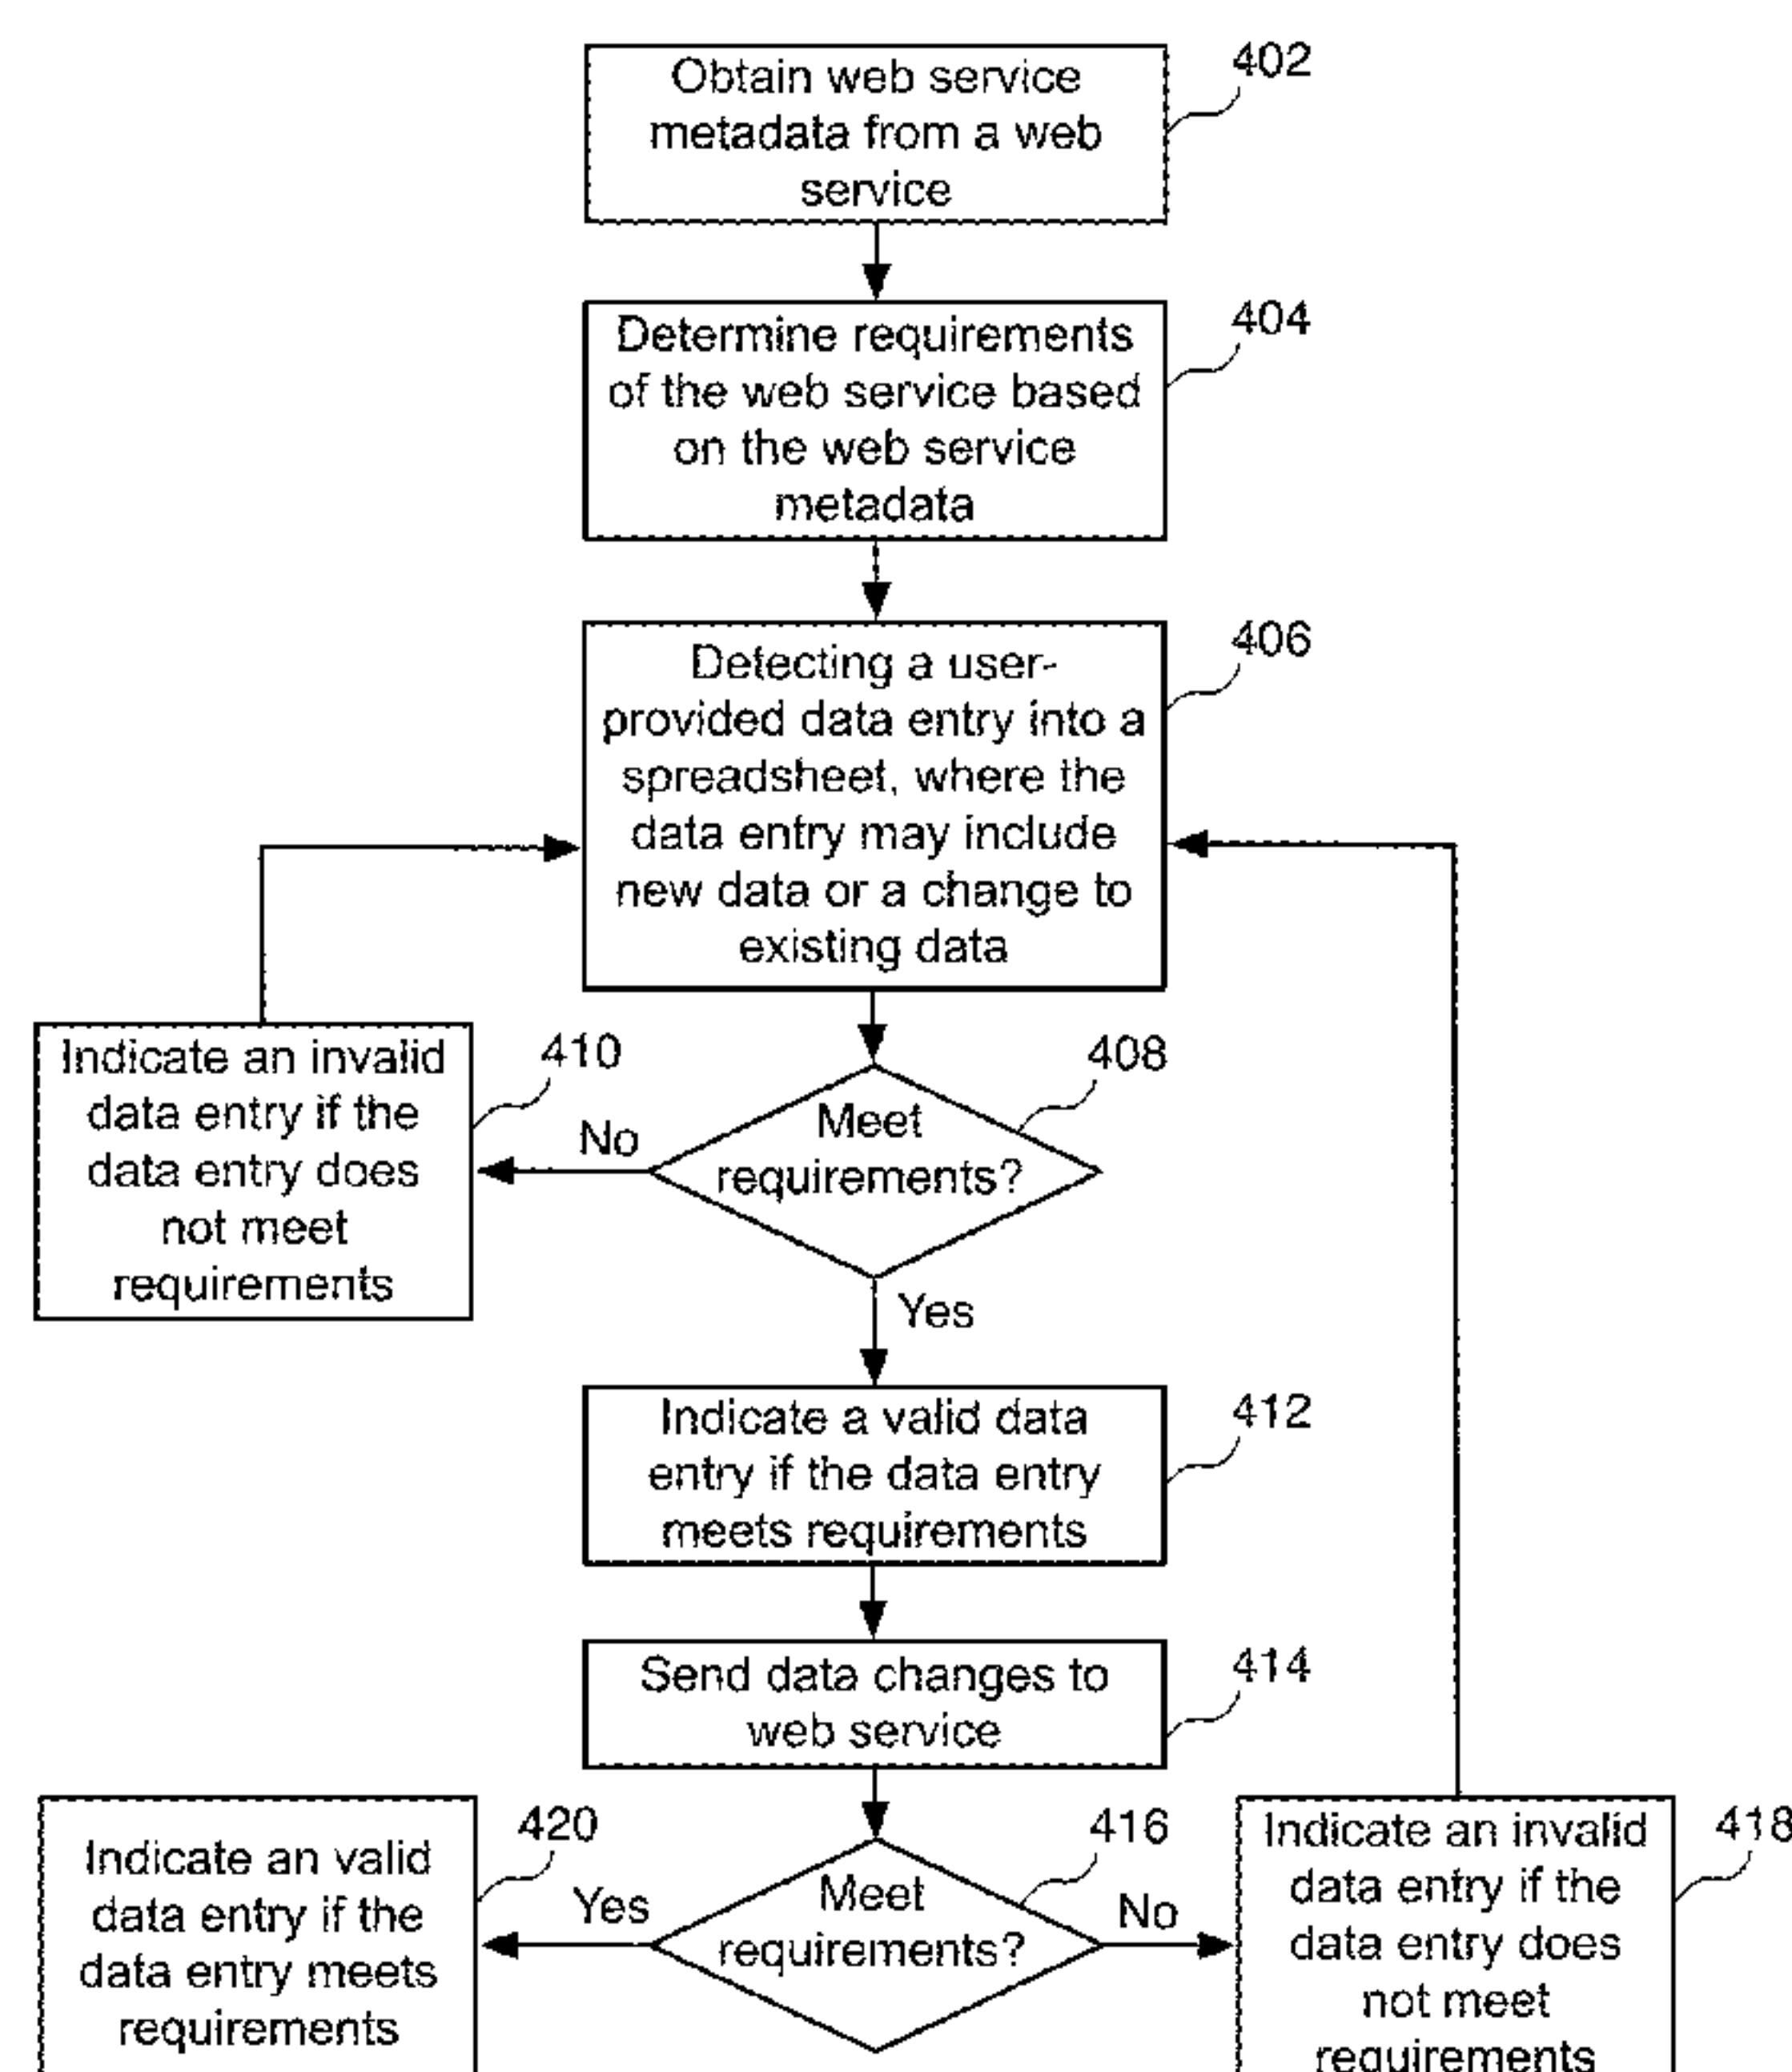 Obtain web service
metadata from a web
service
402
Determine requirements
of the web service based
on the web service
metadata
404
Detecting a user-
provided data entry into a
spreadsheet, where the
data entry may include
new data or a change to
existing data
406
Indicate an invalid
data entry if the
data entry does
not meet
requirements
410
No
Meet
requirements?
408
Yes
Indicate a valid data
entry if the data entry
meets requirements
412
Send data changes to
web service
414
Indicate an valid
data entry if the
data entry meets
requirements
420
Yes
Meet
requirements?
416
No
Indicate an invalid
data entry if the
data entry does
not meet
requirements
418